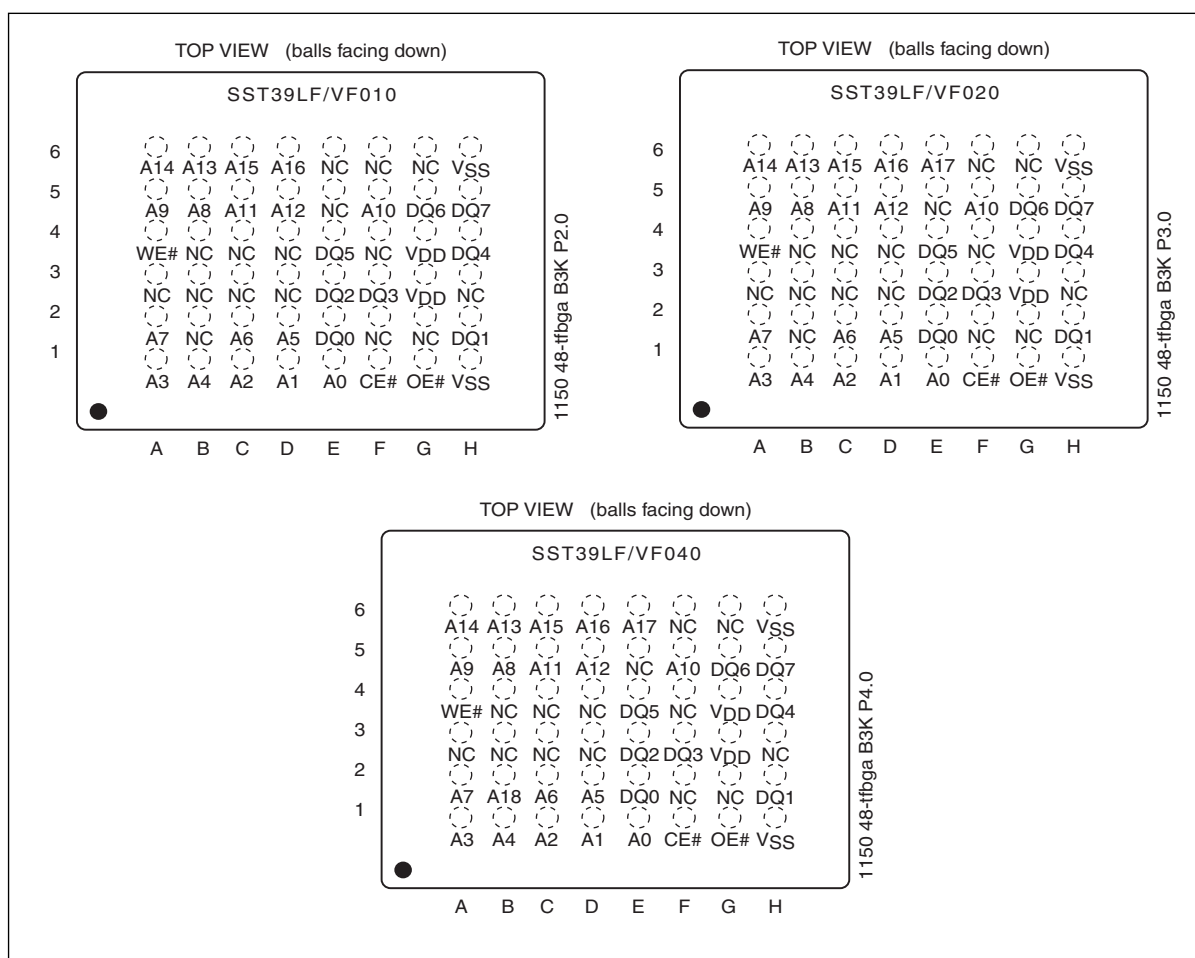 TOP VIEW (balls facing down)
SST39LF/VF010
6
A14 A13 A15 A16 NC NC NC VSS
5
A9 A8 A11 A12 NC A10 DQ6 DQ7
4
WE# NC NC NC DQ5 NC VDD DQ4
3
NC NC NC NC DQ2 DQ3 VDD NC
2
A7 NC A6 A5 DQ0 NC NC DQ1
1
A3 A4 A2 A1 A0 CE# OE# VSS
A B C D E F G H
1150 48-tfbga B3K P2.0
TOP VIEW (balls facing down)
SST39LF/VF020
6
A14 A13 A15 A16 A17 NC NC VSS
5
A9 A8 A11 A12 NC A10 DQ6 DQ7
4
WE# NC NC NC DQ5 NC VDD DQ4
3
NC NC NC NC DQ2 DQ3 VDD NC
2
A7 NC A6 A5 DQ0 NC NC DQ1
1
A3 A4 A2 A1 A0 CE# OE# VSS
A B C D E F G H
1150 48-tfbga B3K P3.0
TOP VIEW (balls facing down)
SST39LF/VF040
6
A14 A13 A15 A16 A17 NC NC VSS
5
A9 A8 A11 A12 NC A10 DQ6 DQ7
4
WE# NC NC NC DQ5 NC VDD DQ4
3
NC NC NC NC DQ2 DQ3 VDD NC
2
A7 A18 A6 A5 DQ0 NC NC DQ1
1
A3 A4 A2 A1 A0 CE# OE# VSS
A B C D E F G H
1150 48-tfbga B3K P4.0